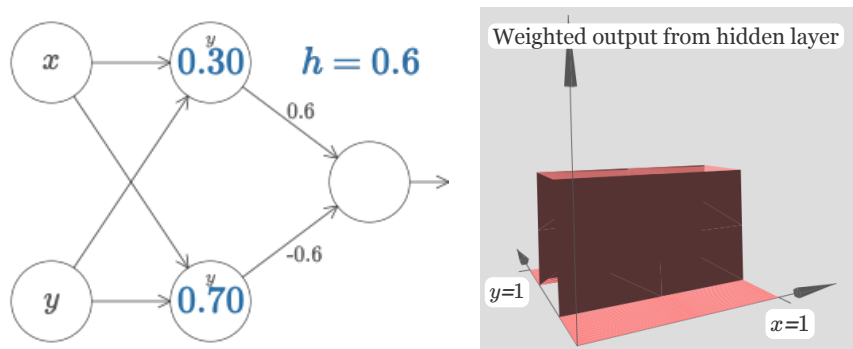 x
y
0.30
h = 0.6
0.6
y
y
0.70
-0.6
Weighted output from hidden layer
y=1
x=1